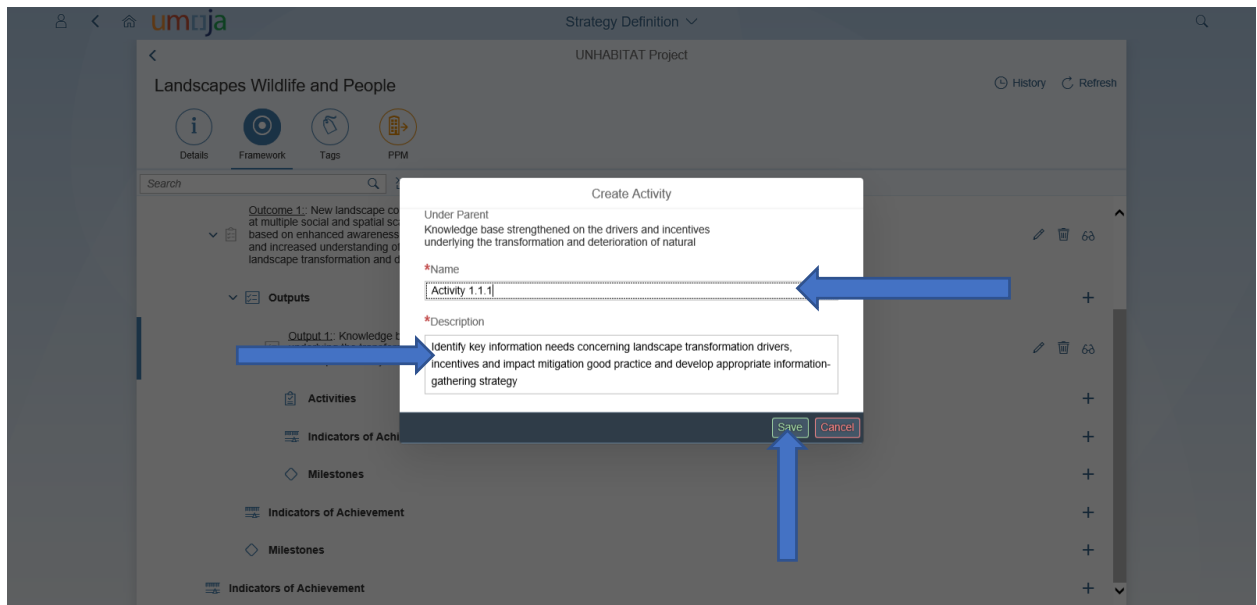 umoja
Strategy Definition
UNHABITAT Project
Landscapes Wildlife and People
History
Refresh
Details
Framework
Tags
PPM
Search
Create Activity
Under Parent
Knowledge base strengthened on the drivers and incentives
underlying the transformation and deterioration of natural
*Name
Activity 1.1.1
*Description
Identify key information needs concerning landscape transformation drivers,
incentives and impact mitigation good practice and develop appropriate information-
gathering strategy
Save
Cancel
Outcome 1:: New landscape co
at multiple social and spatial sc
based on enhanced awareness
and increased understanding of
landscape transformation and d
Outputs
Output 1:: Knowledge b
Activities
Indicators of Achi
Milestones
Indicators of Achievement
Milestones
Indicators of Achievement